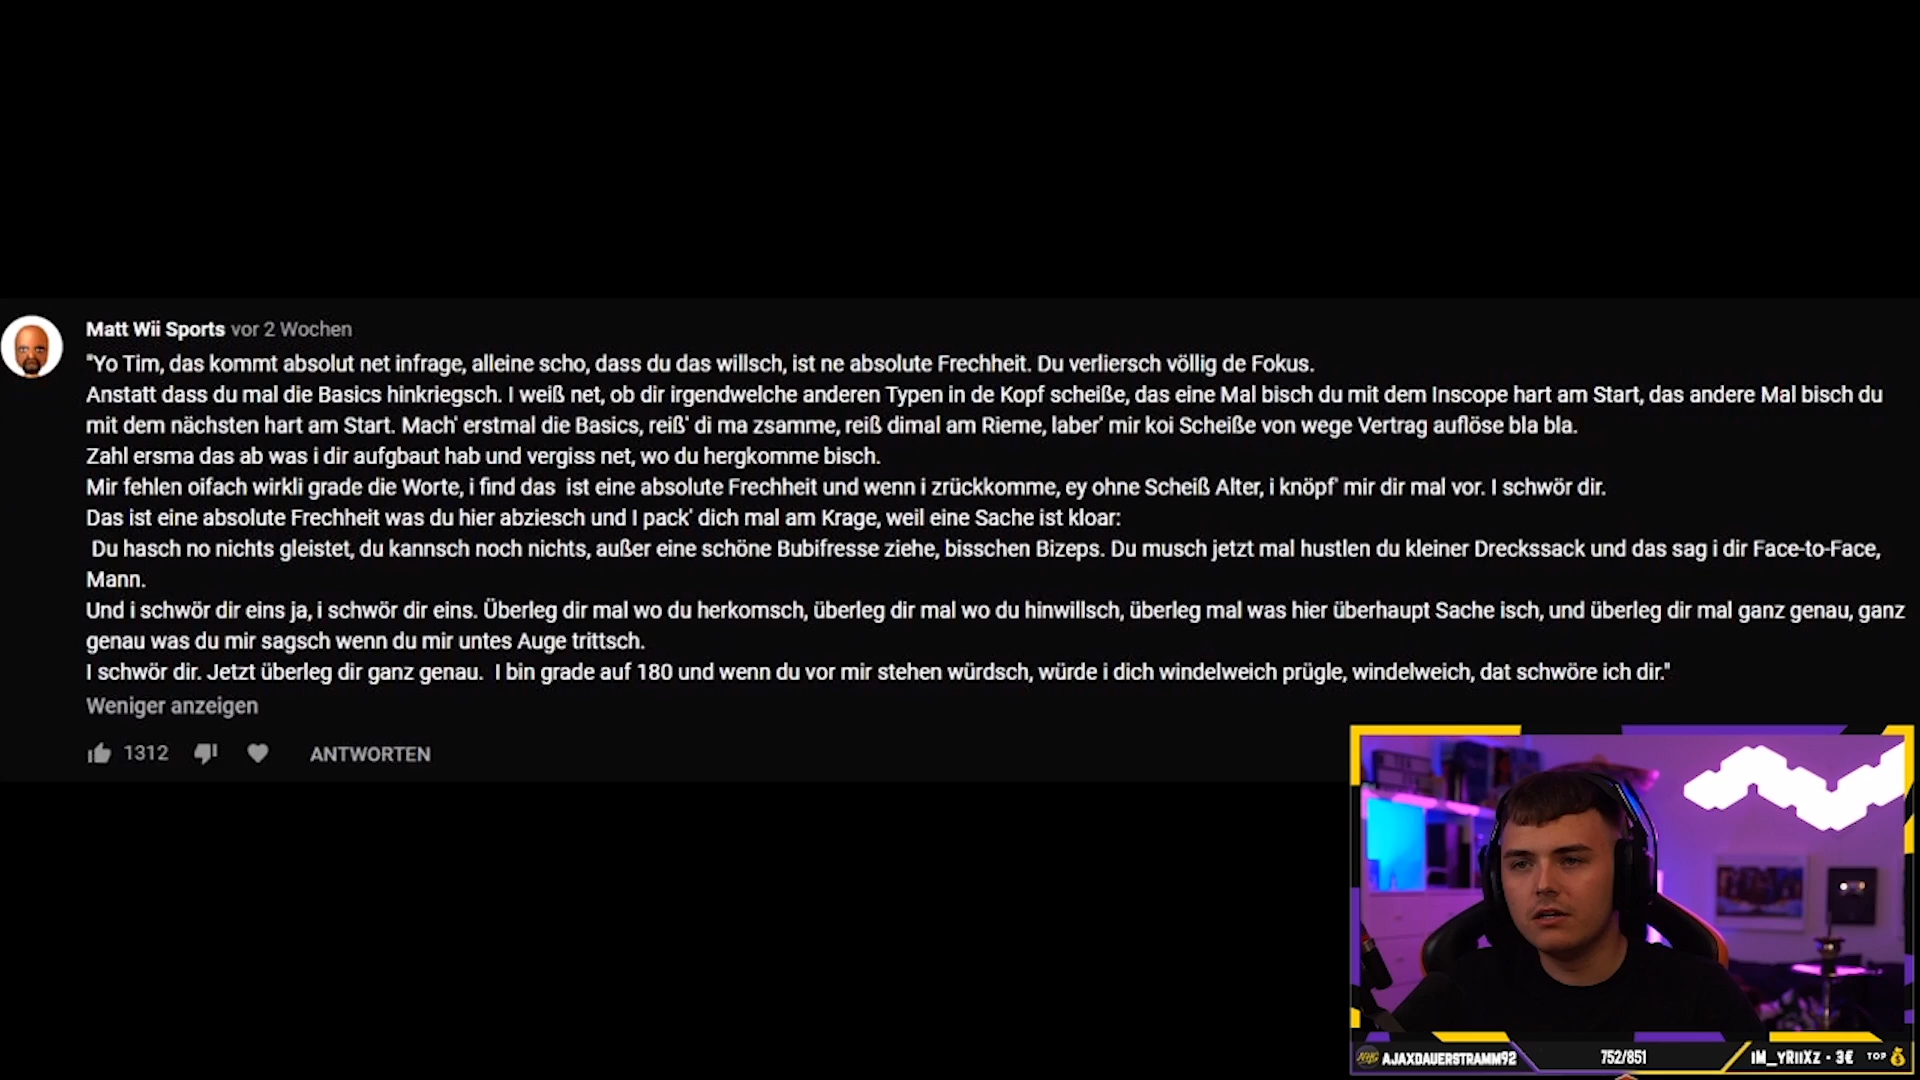 Matt Wii Sports vor 2 Wochen
"Yo Tim, das kommt absolut net infrage, alleine scho, dass du das willsch, ist ne absolute Frechheit. Du verliersch völlig de Fokus.
Anstatt dass du mal die Basics hinkriegsch. I weiß net, ob dir irgendwelche anderen Typen in de Kopf scheiße, das eine Mal bisch du mit dem Inscope hart am Start, das andere Mal bisch du
mit dem nächsten hart am Start. Mach' erstmal die Basics, reiß' di ma zsamme, reiß dimal am Rieme, laber' mir koi Scheiße von wege Vertrag auflöse bla bla.
Zahl ersma das ab was i dir aufgbaut hab und vergiss net, wo du hergkomme bisch.
Mir fehlen oifach wirkli grade die Worte, i find das  ist eine absolute Frechheit und wenn i zrückkomme, ey ohne Scheiß Alter, i knöpf' mir dir mal vor. I schwör dir.
Das ist eine absolute Frechheit was du hier abziesch und I pack' dich mal am Krage, weil eine Sache ist kloar:
Du hasch no nichts gleistet, du kannsch noch nichts, außer eine schöne Bubifresse ziehe, bisschen Bizeps. Du musch jetzt mal hustlen du kleiner Dreckssack und das sag i dir Face-to-Face,
Mann.
Und i schwör dir eins ja, i schwör dir eins. Überleg dir mal wo du herkomsch, überleg dir mal wo du hinwillsch, überleg mal was hier überhaupt Sache isch, und überleg dir mal ganz genau, ganz
genau was du mir sagsch wenn du mir untes Auge trittsch.
I schwör dir. Jetzt überleg dir ganz genau.  I bin grade auf 180 und wenn du vor mir stehen würdsch, würde i dich windelweich prügle, windelweich, dat schwöre ich dir."
Weniger anzeigen
1312 ANTWORTEN
AJAXDAUERSTRAMM92 752/851 iM_YRiiXZ - 3€ TOP